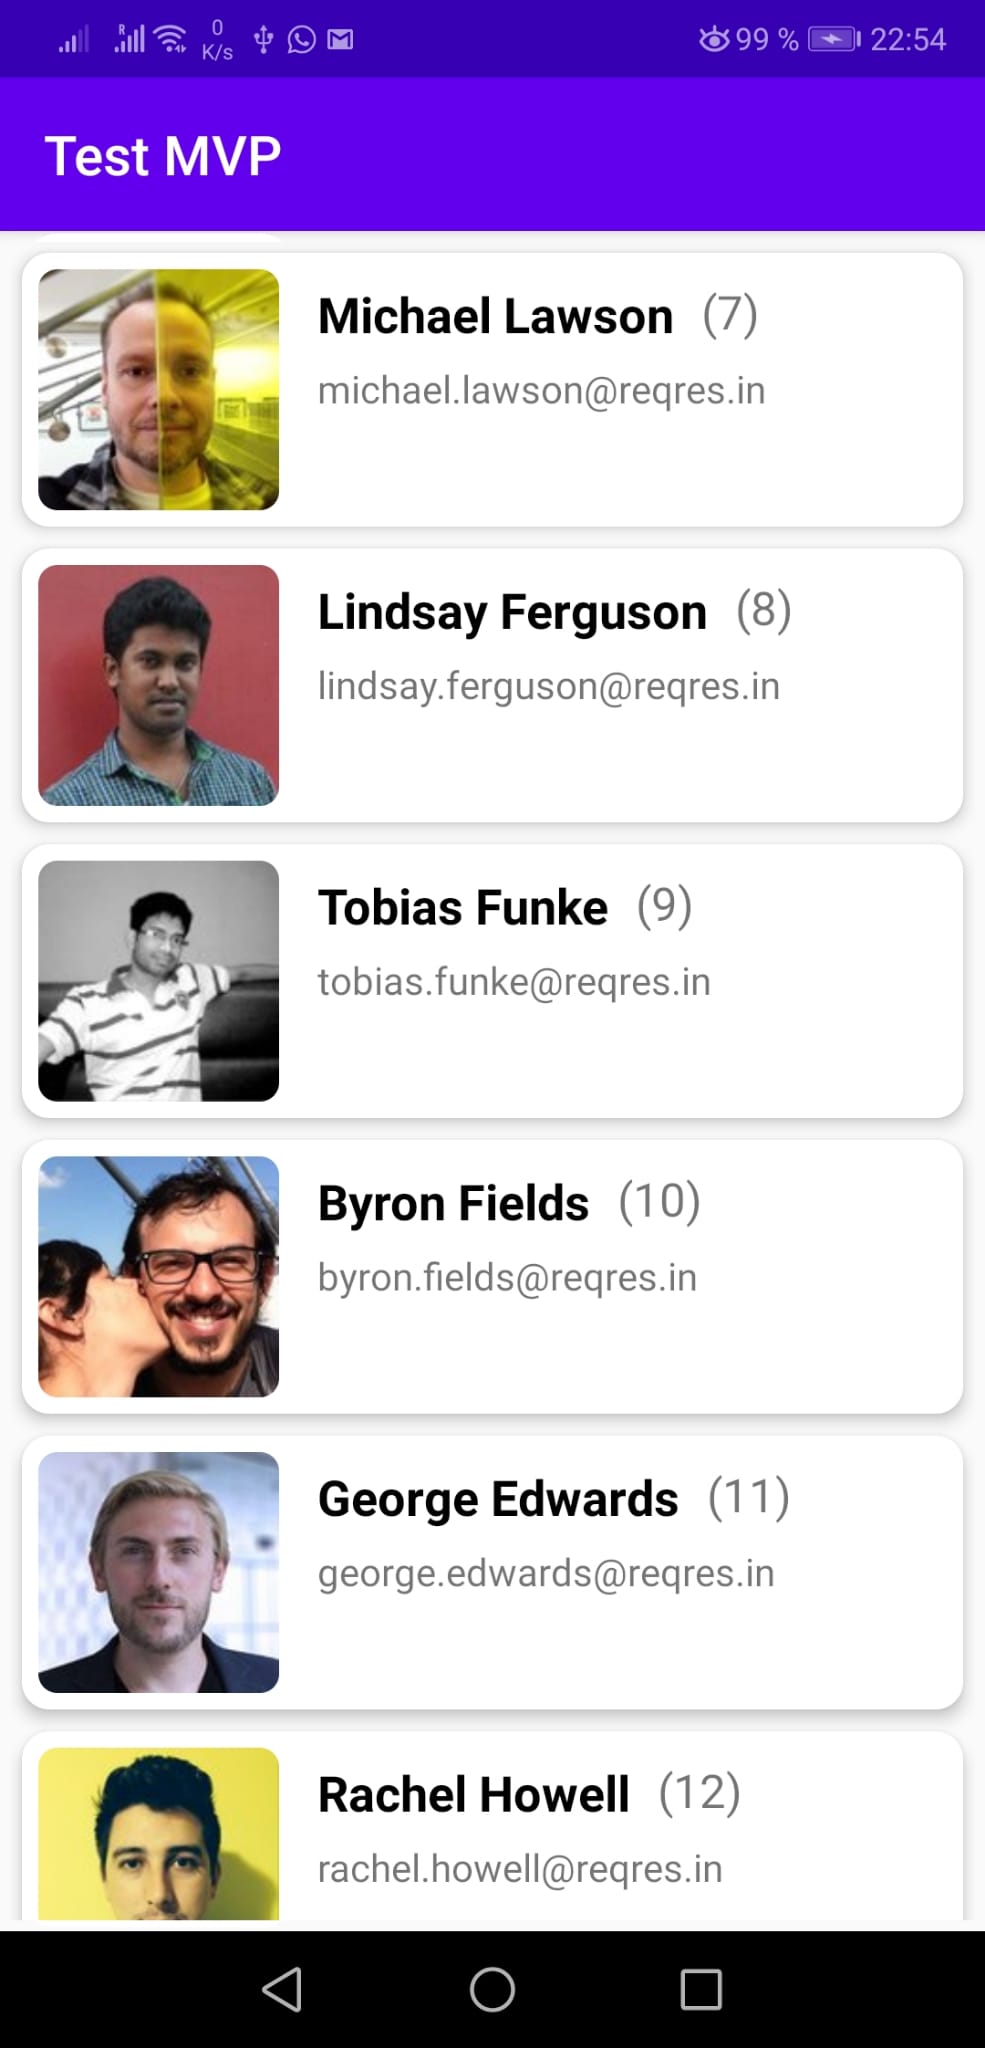 R 0 K/s 99 % 22:54
Test MVP
Michael Lawson (7)
michael.lawson@reqres.in
Lindsay Ferguson (8)
lindsay.ferguson@reqres.in
Tobias Funke (9)
tobias.funke@reqres.in
Byron Fields (10)
byron.fields@reqres.in
George Edwards (11)
george.edwards@reqres.in
Rachel Howell (12)
rachel.howell@reqres.in